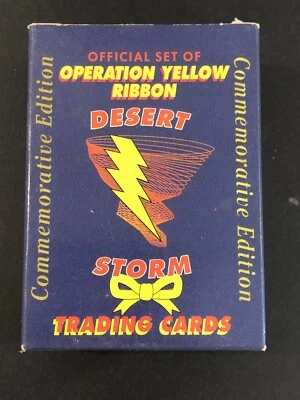 OFFICIAL SET OF
OPERATION YELLOW
RIBBON
DESERT
STORM
TRADING CARDS
Commemorative Edition
Commemorative Edition